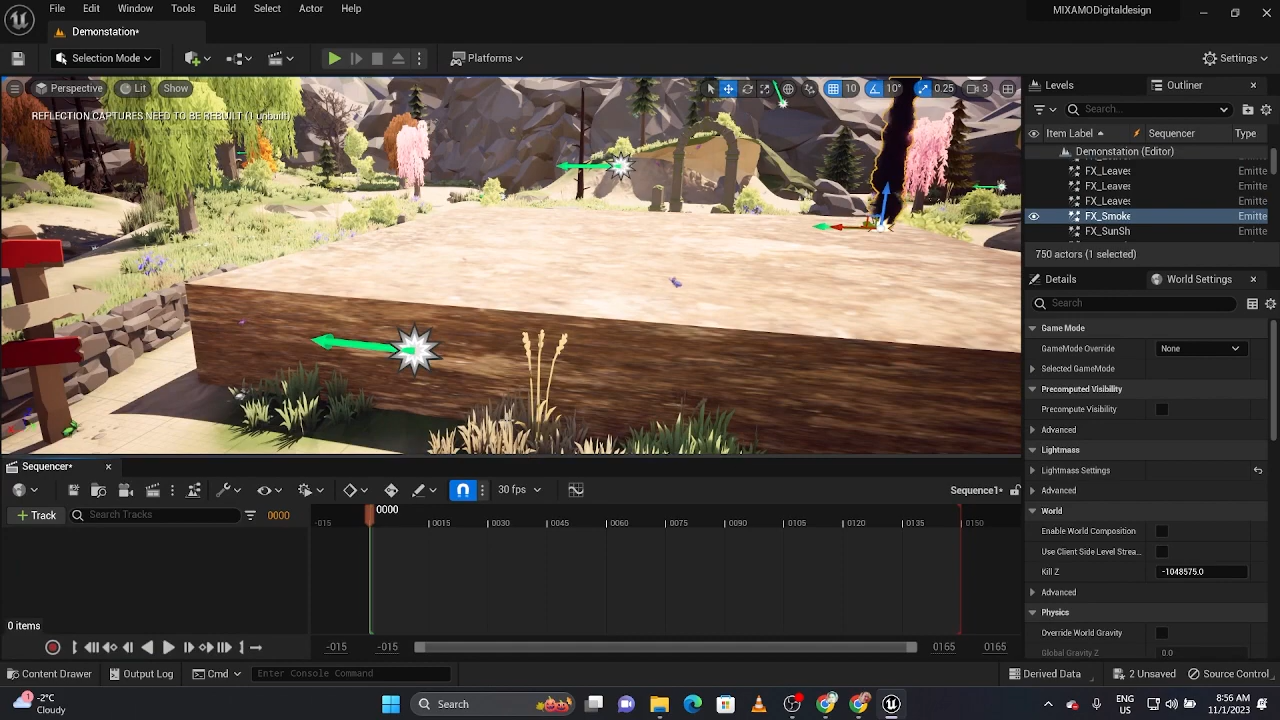 File Edit Window Tools Build Select Actor Help
MIXAMODigitaldesign
Demonstation*
Selection Mode
Platforms
Settings
Perspective Lit Show
10 10° 0.25 3
REFLECTION CAPTURES NEED TO BE REBUILT (1 unbuilt)
Levels Outliner
Search...
Item Label Sequencer Type
Demonstation (Editor)
FX_Leaves Emitte
FX_Leaves Emitte
FX_Leaves Emitte
FX_Smoke Emitte
FX_SunSh Emitte
750 actors (1 selected)
Details World Settings
Search
Game Mode
GameMode Override None
Selected GameMode
Precomputed Visibility
Precompute Visibility
Advanced
Lightmass
Lightmass Settings
Advanced
World
Enable World Composition
Use Client Side Level Strea...
Kill Z -1048575.0
Advanced
Physics
Override World Gravity
Global Gravity Z 0.0
Sequencer*
30 fps
Sequence1*
Track Search Tracks 0000
0000
-015 0015 0030 0045 0060 0075 0090 0105 0120 0135 0150
0 items
-015 -015 0165 0165
Content Drawer Output Log Cmd Enter Console Command
Derived Data 2 Unsaved Source Control
1
-2°C
Cloudy
Search
ENG
US
8:56 AM
11/1/2023
2